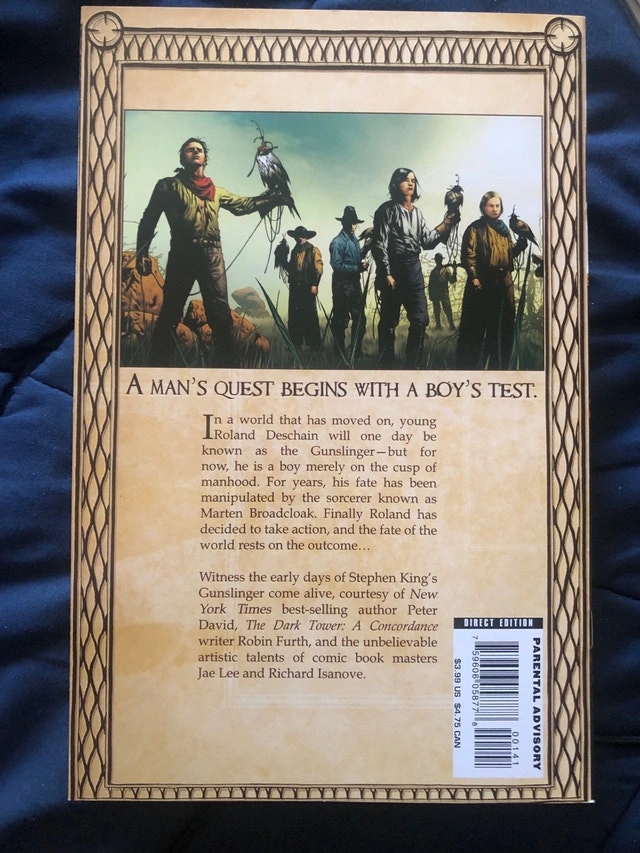 A MAN'S QUEST BEGINS WITH A BOY'S TEST.
In a world that has moved on, young
Roland Deschain will one day be
known as the Gunslinger—but for
now, he is a boy merely on the cusp of
manhood. For years, his fate has been
manipulated by the sorcerer known as
Marten Broadcloak. Finally Roland has
decided to take action, and the fate of the
world rests on the outcome…
Witness the early days of Stephen King's
Gunslinger come alive, courtesy of New
York Times best-selling author Peter
David, The Dark Tower: A Concordance
writer Robin Furth, and the unbelievable
artistic talents of comic book masters
Jae Lee and Richard Isanove.
DIRECT EDITION
PARENTAL ADVISORY
00141
7 59606 05877 8
$3.99 US $4.75 CAN